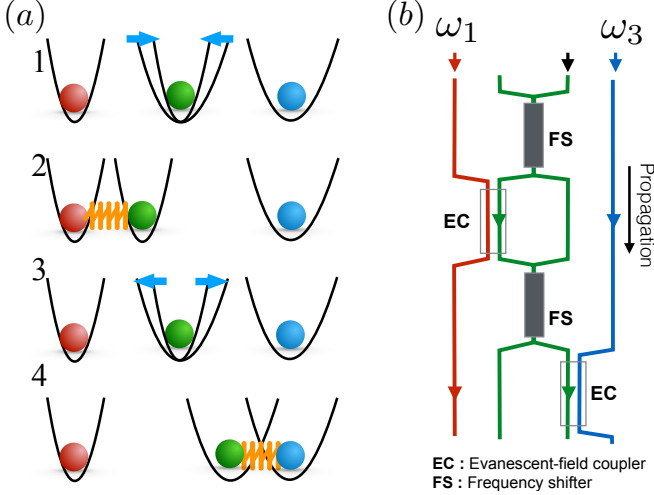 (a)
1
2
3
4
(b)
ω1
ω3
FS
Propagation
EC
FS
EC
EC : Evanescent-field coupler
FS : Frequency shifter